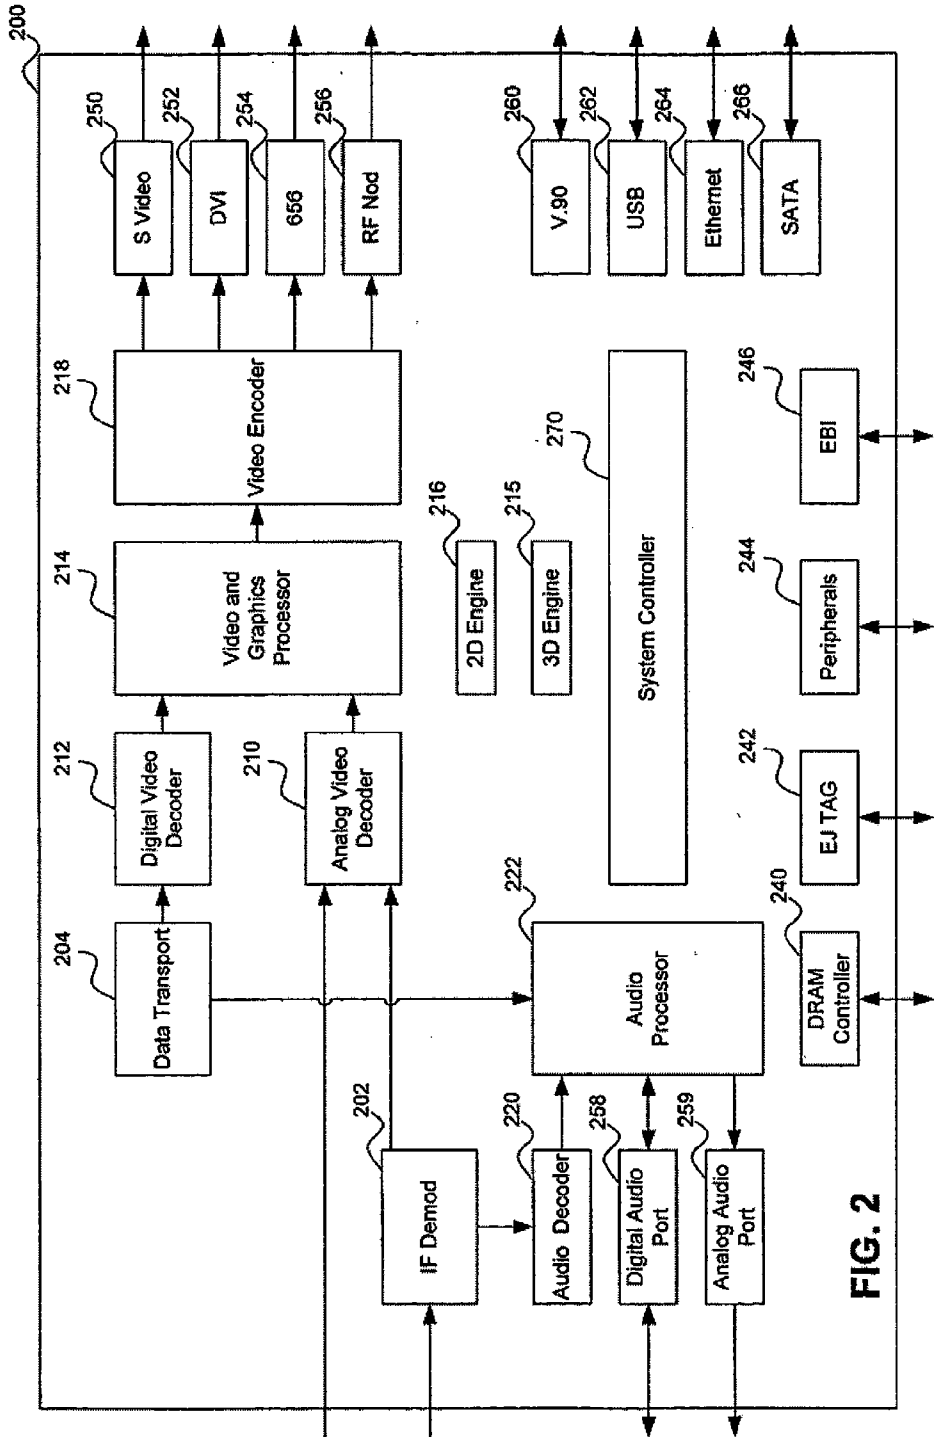 200
204
Data Transport
212
Digital Video
Decoder
214
Video and
Graphics
Processor
218
Video Encoder
250
S Video
252
DVI
254
656
256
RF Nod
202
IF Demod
210
Analog Video
Decoder
216
2D Engine
215
3D Engine
220
Audio Decoder
258
Digital Audio
Port
259
Analog Audio
Port
222
Audio
Processor
270
System Controller
260
V.90
262
USB
264
Ethernet
266
SATA
240
DRAM
Controller
242
EJ TAG
244
Peripherals
246
EBI
FIG. 2